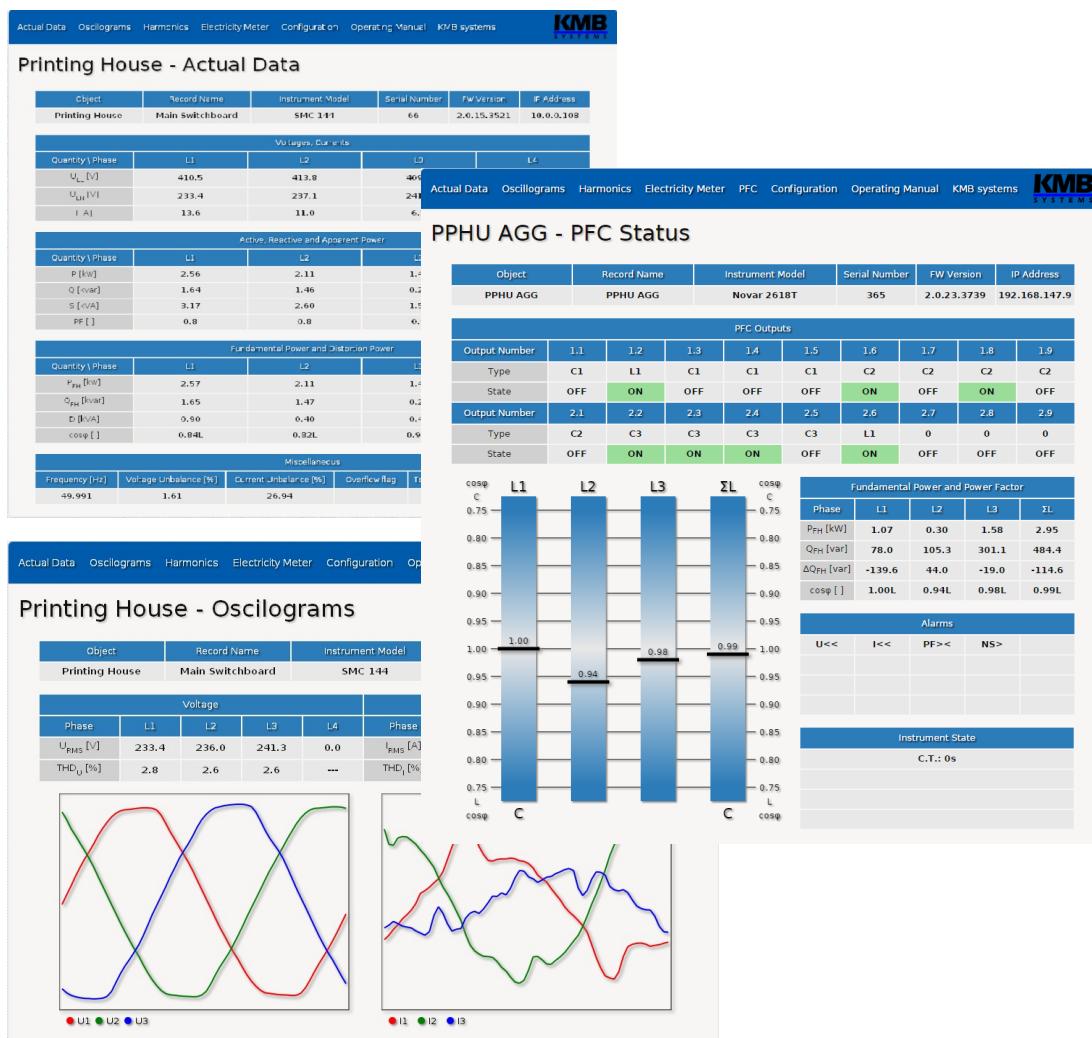 Actual Data Oscilograms Harmonics Electricity Meter Configuration Operating Manual KMB systems KMB
SYSTEMS
Printing House - Actual Data
Object Record Name Instrument Model Serial Number FW Version IP Address
Printing House Main Switchboard SMC 144 66 2.0.15.3521 10.0.0.108
Voltages, Currents
Quantity \ Phase L1 L2 L3 L4
[V] 410.5 413.8
[V] 233.4 237.1
13.6 11.0
Active, Reactive and Apparent Power
Quantity \ Phase L1 L2
P [kW] 2.56 2.11
Q [kvar] 1.64 1.46
S [kVA] 3.17 2.60
PF [ ] 0.8 0.8
Fundamental Power and Distortion Power
Quantity \ Phase L1 L2
PFH [kW] 2.57 2.11
QFH [kvar] 1.65 1.47
D [kVA] 0.90 0.40
cosφ [ ] 0.84L 0.82L
Miscellaneous
Frequency [Hz] Voltage Unbalance [%] Current Unbalance [%] Overflow flag
49.991 1.61 26.94
Actual Data Oscillograms Harmonics Electricity Meter PFC Configuration Operating Manual KMB systems KMB
SYSTEMS
PPHU AGG - PFC Status
Object Record Name Instrument Model Serial Number FW Version IP Address
PPHU AGG PPHU AGG Novar 2618T 365 2.0.23.3739 192.168.147.9
PFC Outputs
Output Number 1.1 1.2 1.3 1.4 1.5 1.6 1.7 1.8 1.9
Type C1 L1 C1 C1 C1 C2 C2 C2 C2
State OFF ON OFF OFF OFF ON OFF ON OFF
Output Number 2.1 2.2 2.3 2.4 2.5 2.6 2.7 2.8 2.9
Type C2 C3 C3 C3 C3 L1 0 0 0
State OFF ON ON ON OFF ON OFF OFF OFF
cosφ L1 L2 L3 ΣL cosφ
C C
0.75 0.75
0.80 0.80
0.85 0.85
0.90 0.90
0.95 0.95
1.00 1.00 0.99 1.00
0.98
0.95 0.94 0.95
0.90 0.90
0.85 0.85
0.80 0.80
0.75 0.75
L L
cosφ C C cosφ
Fundamental Power and Power Factor
Phase L1 L2 L3 ΣL
PFH [kW] 1.07 0.30 1.58 2.95
QFH [var] 78.0 105.3 301.1 484.4
ΔQFH [var] -139.6 44.0 -19.0 -114.6
cosφ [ ] 1.00L 0.94L 0.98L 0.99L
Alarms
U<< I<< PF>< NS>
Instrument State
C.T.: 0s
Actual Data Oscilograms Harmonics Electricity Meter Configuration
Printing House - Oscilograms
Object Record Name Instrument Model
Printing House Main Switchboard SMC 144
Voltage
Phase L1 L2 L3 L4 Phase
URMS [V] 233.4 236.0 241.3 0.0 IRMS [A]
THDU [%] 2.8 2.6 2.6 --- THDI [%
U1 U2 U3
I1 I2 I3